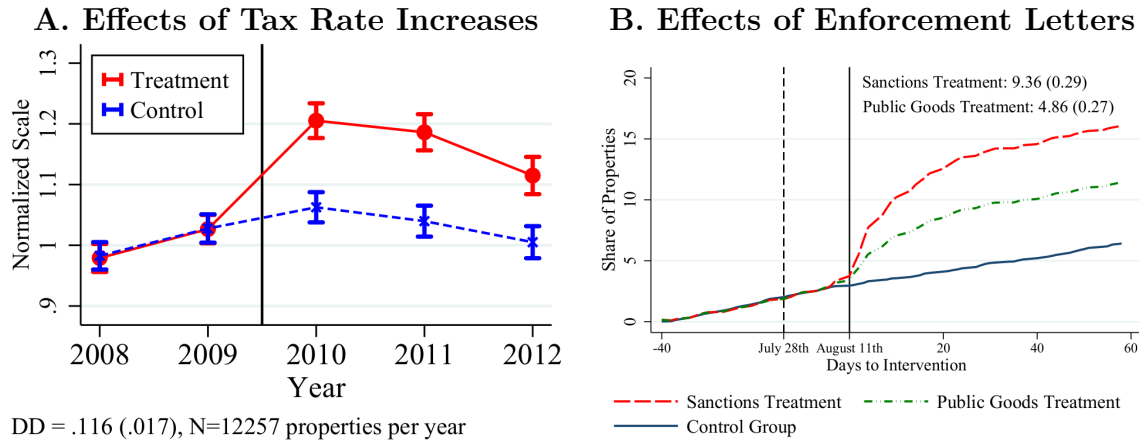 A. Effects of Tax Rate Increases
Normalized Scale
1.3
1.2
1.1
1
.9
Treatment
Control
2008 2009 2010 2011 2012
Year
DD = .116 (.017), N=12257 properties per year
B. Effects of Enforcement Letters
Share of Properties
20
15
10
5
0
Sanctions Treatment: 9.36 (0.29)
Public Goods Treatment: 4.86 (0.27)
-40 July 28th August 11th 20 40 60
Days to Intervention
Sanctions Treatment Public Goods Treatment
Control Group